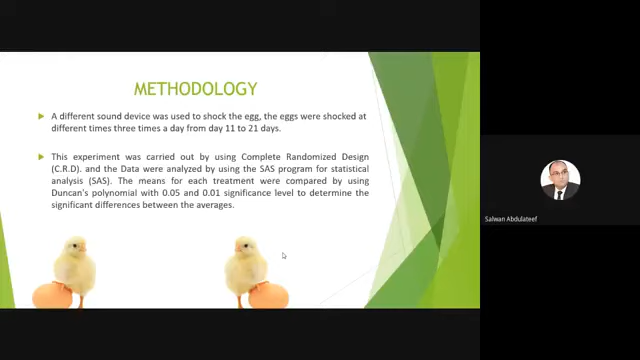 METHODOLOGY
A different sound device was used to shock the egg, the eggs were shocked at
different times three times a day from day 11 to 21 days.
This experiment was carried out by using Complete Randomized Design
(C.R.D). and the Data were analyzed by using the SAS program for statistical
analysis (SAS). The means for each treatment were compared by using
Duncan's polynomial with 0.05 and 0.01 significance level to determine the
significant differences between the averages.
Salwan Abdulateef